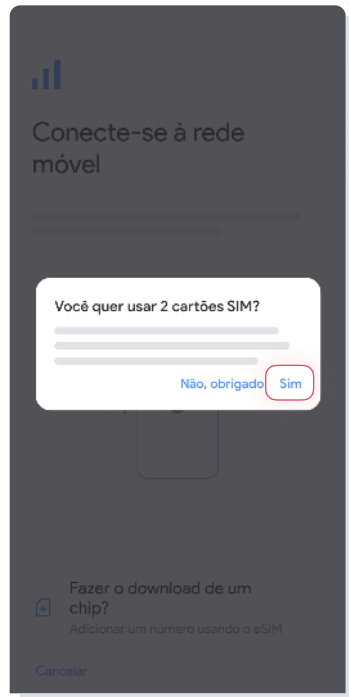 Conecte-se à rede
móvel
Você quer usar 2 cartões SIM?
Não, obrigado
Sim
Fazer o download de um
chip?
Adicionar um número usando o eSIM
Cancelar